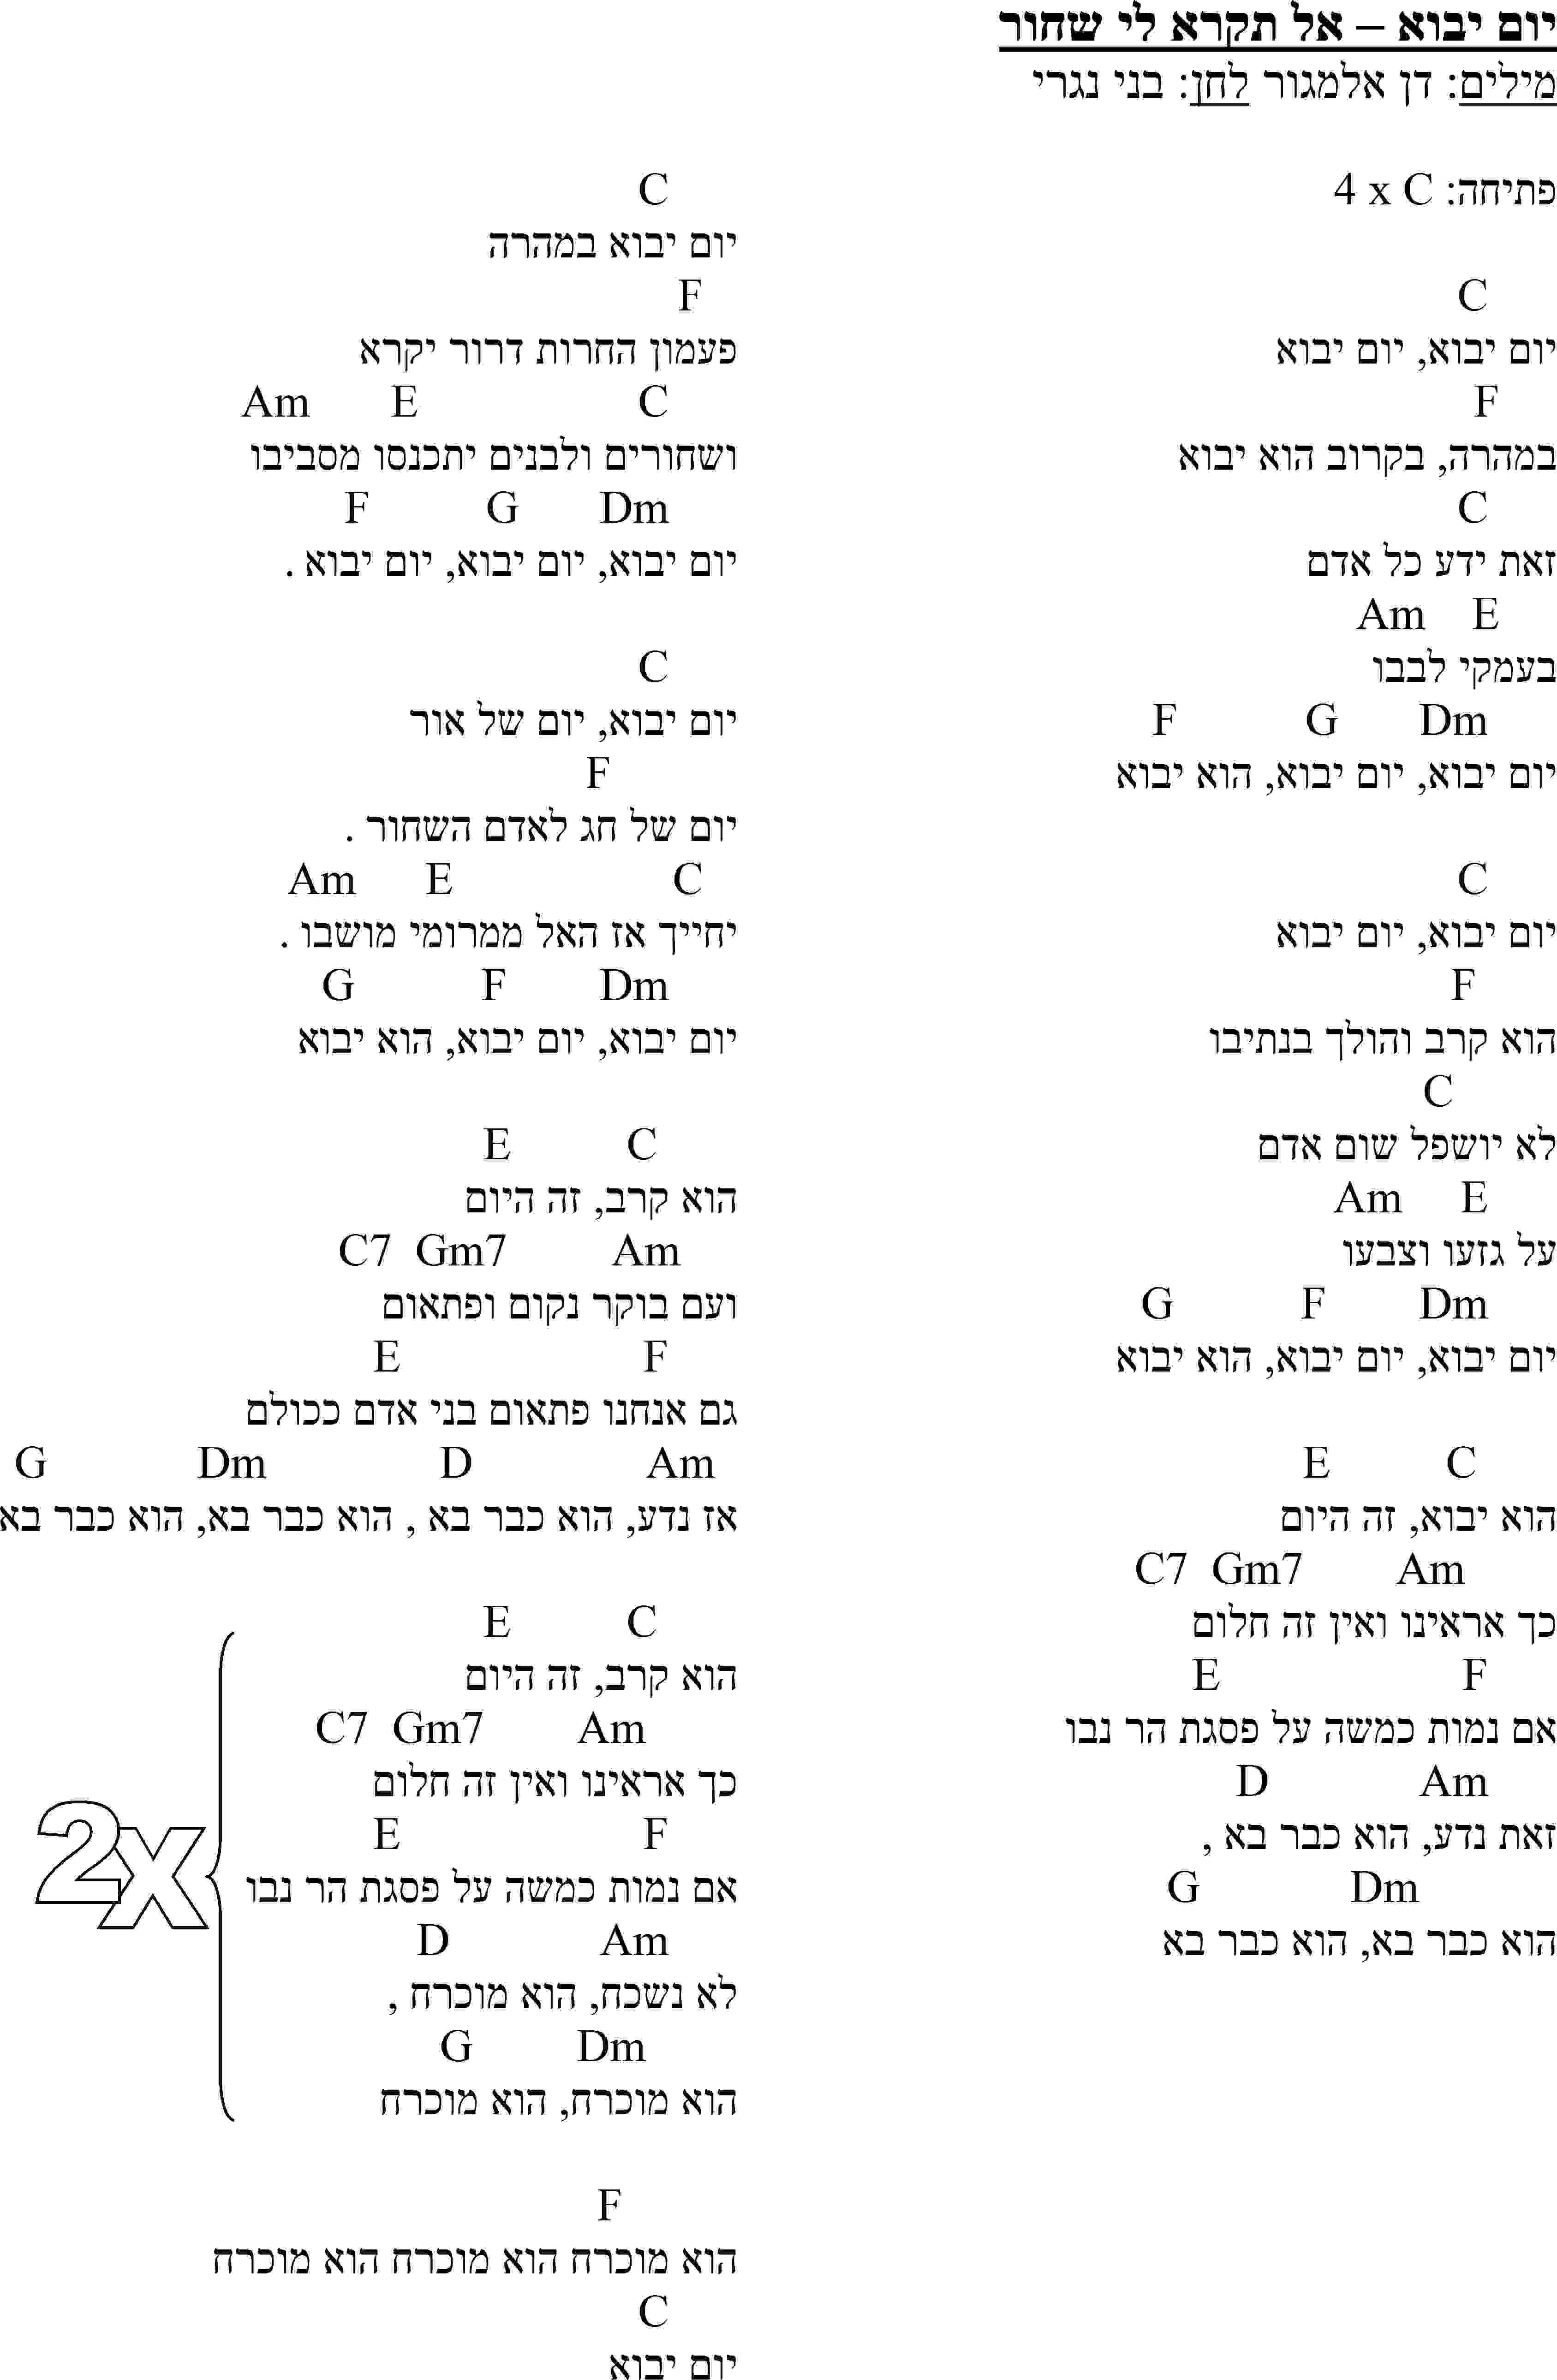 יום יבוא – אל תקרא לי שחור
מילים: דן אלמגור לחן: בני נגרי
פתיחה: 4 x C
C
יום יבוא, יום יבוא
F
במהרה, בקרוב הוא יבוא
C
זאת ידע כל אדם
Am E
בעמקי לבבו
F G Dm
יום יבוא, יום יבוא, הוא יבוא
C
יום יבוא, יום יבוא
F
הוא קרב והולך בנתיבו
C
לא יושפל שום אדם
Am E
על גזעו וצבעו
G F Dm
יום יבוא, יום יבוא, הוא יבוא
E C
הוא יבוא, זה היום
C7 Gm7 Am
כך אראינו ואין זה חלום
E F
אם נמות כמשה על פסגת הר נבו
D Am
זאת נדע, הוא כבר בא ,
G Dm
הוא כבר בא, הוא כבר בא
C
יום יבוא במהרה
F
פעמון החרות דרור יקרא
Am E C
ושחורים ולבנים יתכנסו מסביבו
F G Dm
יום יבוא, יום יבוא, יום יבוא .
C
יום יבוא, יום של אור
F
יום של חג לאדם השחור .
Am E C
יחייך אז האל ממרומי מושבו .
G F Dm
יום יבוא, יום יבוא, הוא יבוא
E C
הוא קרב, זה היום
C7 Gm7 Am
ועם בוקר נקום ופתאום
E F
גם אנחנו פתאום בני אדם ככולם
G Dm D Am
אז נדע, הוא כבר בא , הוא כבר בא, הוא כבר בא
E C
הוא קרב, זה היום
C7 Gm7 Am
כך אראינו ואין זה חלום
E F
אם נמות כמשה על פסגת הר נבו
D Am
לא נשכח, הוא מוכרח ,
G Dm
הוא מוכרח, הוא מוכרח
2x
F
הוא מוכרח הוא מוכרח הוא מוכרח
C
יום יבוא